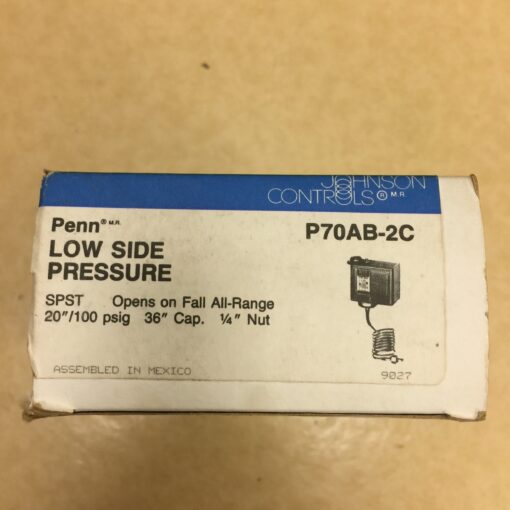 JOHNSON
CONTROLS® M.R.
Penn® M.R.
P70AB-2C
LOW SIDE
PRESSURE
SPST Opens on Fall All-Range
20"/100 psig 36" Cap. ¼" Nut
ASSEMBLED IN MEXICO
9027